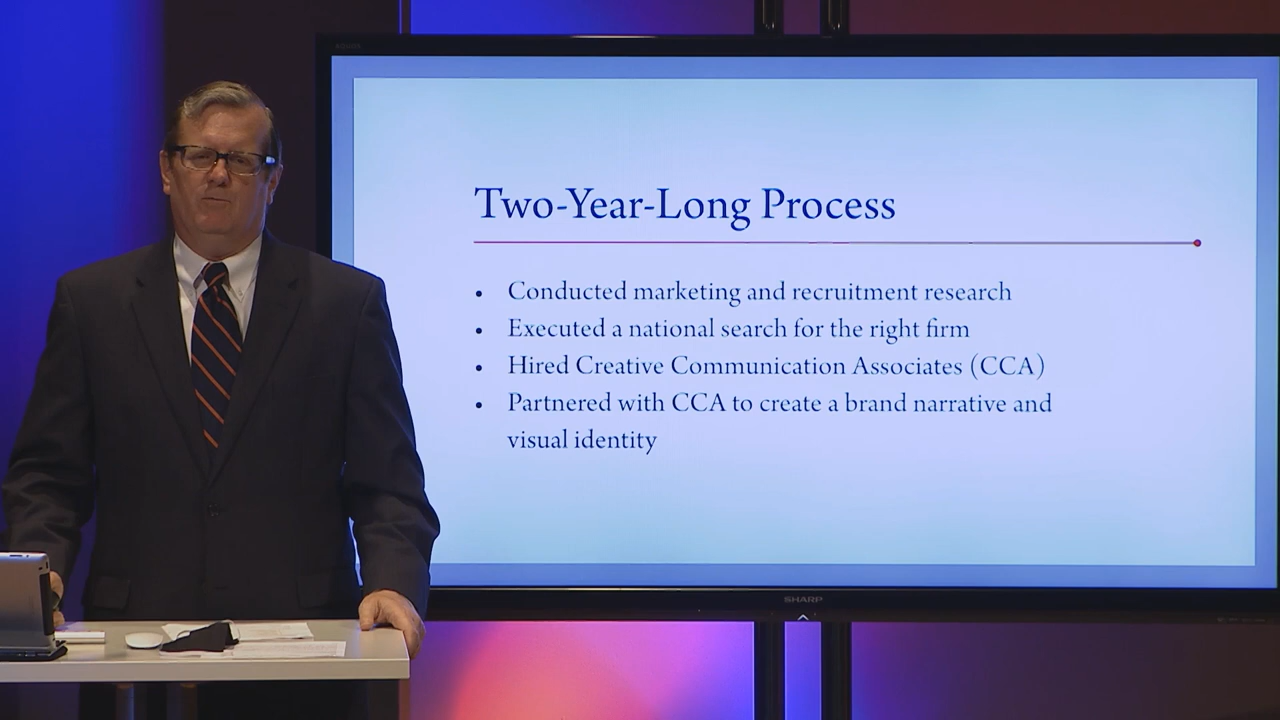 Two-Year-Long Process
• Conducted marketing and recruitment research
• Executed a national search for the right firm
• Hired Creative Communication Associates (CCA)
• Partnered with CCA to create a brand narrative and
visual identity
SHARP